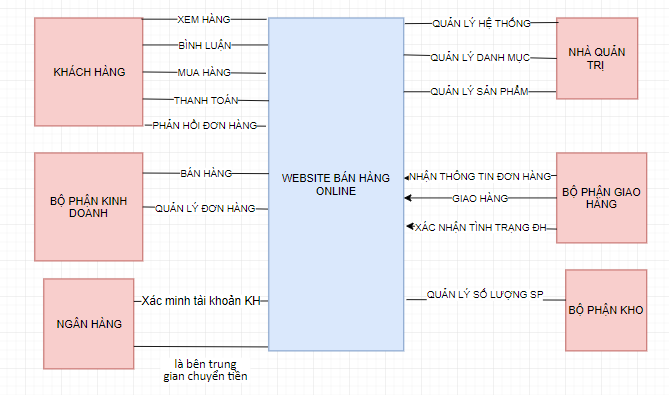 XEM HÀNG
BÌNH LUẬN
KHÁCH HÀNG
MUA HÀNG
THANH TOÁN
PHẢN HỒI ĐƠN HÀNG
BỘ PHẬN KINH
DOANH
BÁN HÀNG
QUẢN LÝ ĐƠN HÀNG
NGÂN HÀNG
Xác minh tài khoản KH
là bên trung
gian chuyển tiền
WEBSITE BÁN HÀNG
ONLINE
QUẢN LÝ HỆ THỐNG
QUẢN LÝ DANH MỤC
QUẢN LÝ SẢN PHẨM
NHÀ QUẢN
TRỊ
NHẬN THÔNG TIN ĐƠN HÀNG
GIAO HÀNG
XÁC NHẬN TÌNH TRẠNG ĐH
BỘ PHẬN GIAO
HÀNG
QUẢN LÝ SỐ LƯỢNG SP
BỘ PHẬN KHO